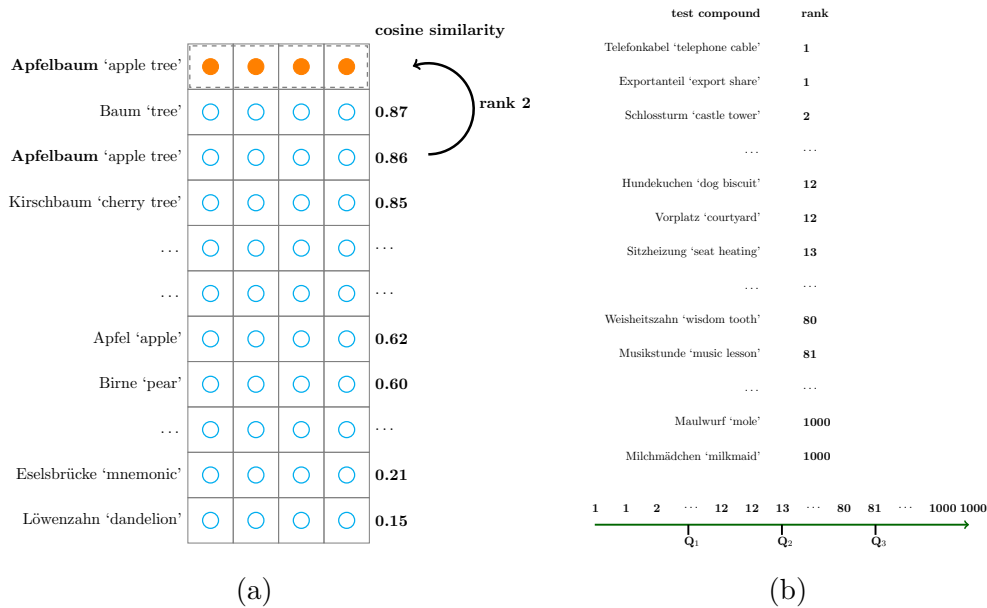 cosine similarity
Apfelbaum ‘apple tree’
rank 2
Baum ‘tree’ 0.87
Apfelbaum ‘apple tree’ 0.86
Kirschbaum ‘cherry tree’ 0.85
... ...
... ...
Apfel ‘apple’ 0.62
Birne ‘pear’ 0.60
... ...
Eselsbrücke ‘mnemonic’ 0.21
Löwenzahn ‘dandelion’ 0.15
(a)
test compound rank
Telefonkabel ‘telephone cable’ 1
Exportanteil ‘export share’ 1
Schlossturm ‘castle tower’ 2
... ...
Hundekuchen ‘dog biscuit’ 12
Vorplatz ‘courtyard’ 12
Sitzheizung ‘seat heating’ 13
... ...
Weisheitszahn ‘wisdom tooth’ 80
Musikstunde ‘music lesson’ 81
... ...
Maulwurf ‘mole’ 1000
Milchmädchen ‘milkmaid’ 1000
1 1 2 ... 12 12 13 ... 80 81 ... 1000 1000
Q1 Q2 Q3
(b)